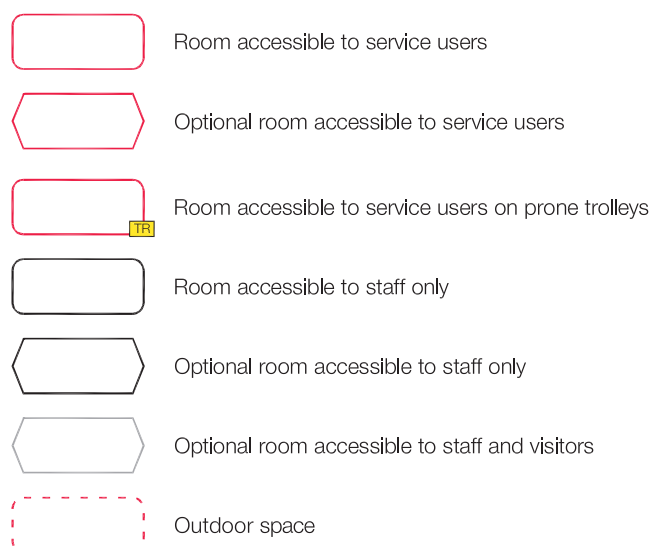 Room accessible to service users
Optional room accessible to service users
Room accessible to service users on prone trolleys
TR
Room accessible to staff only
Optional room accessible to staff only
Optional room accessible to staff and visitors
Outdoor space